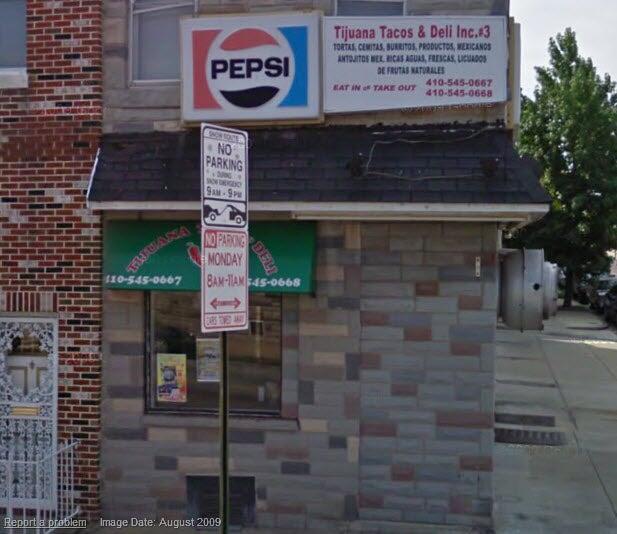 PEPSI
Tijuana Tacos & Deli Inc.#3
TORTAS, CEMITAS, BURRITOS, PRODUCTOS, MEXICANOS
ANTOJITOS MEX. RICAS AGUAS, FRESCAS, LICUADOS
DE FRUTAS NATURALES
EAT IN or TAKE OUT
410-545-0667
410-545-0668
SNOW ROUTE
NO
PARKING
DURING
SNOW EMERGENCY
9AM - 9PM
NO PARKING
MONDAY
8AM-11AM
CARS TOWED AWAY
TIJUANA DELI
410-545-0667
545-0668
Report a problem
Image Date: August 2009